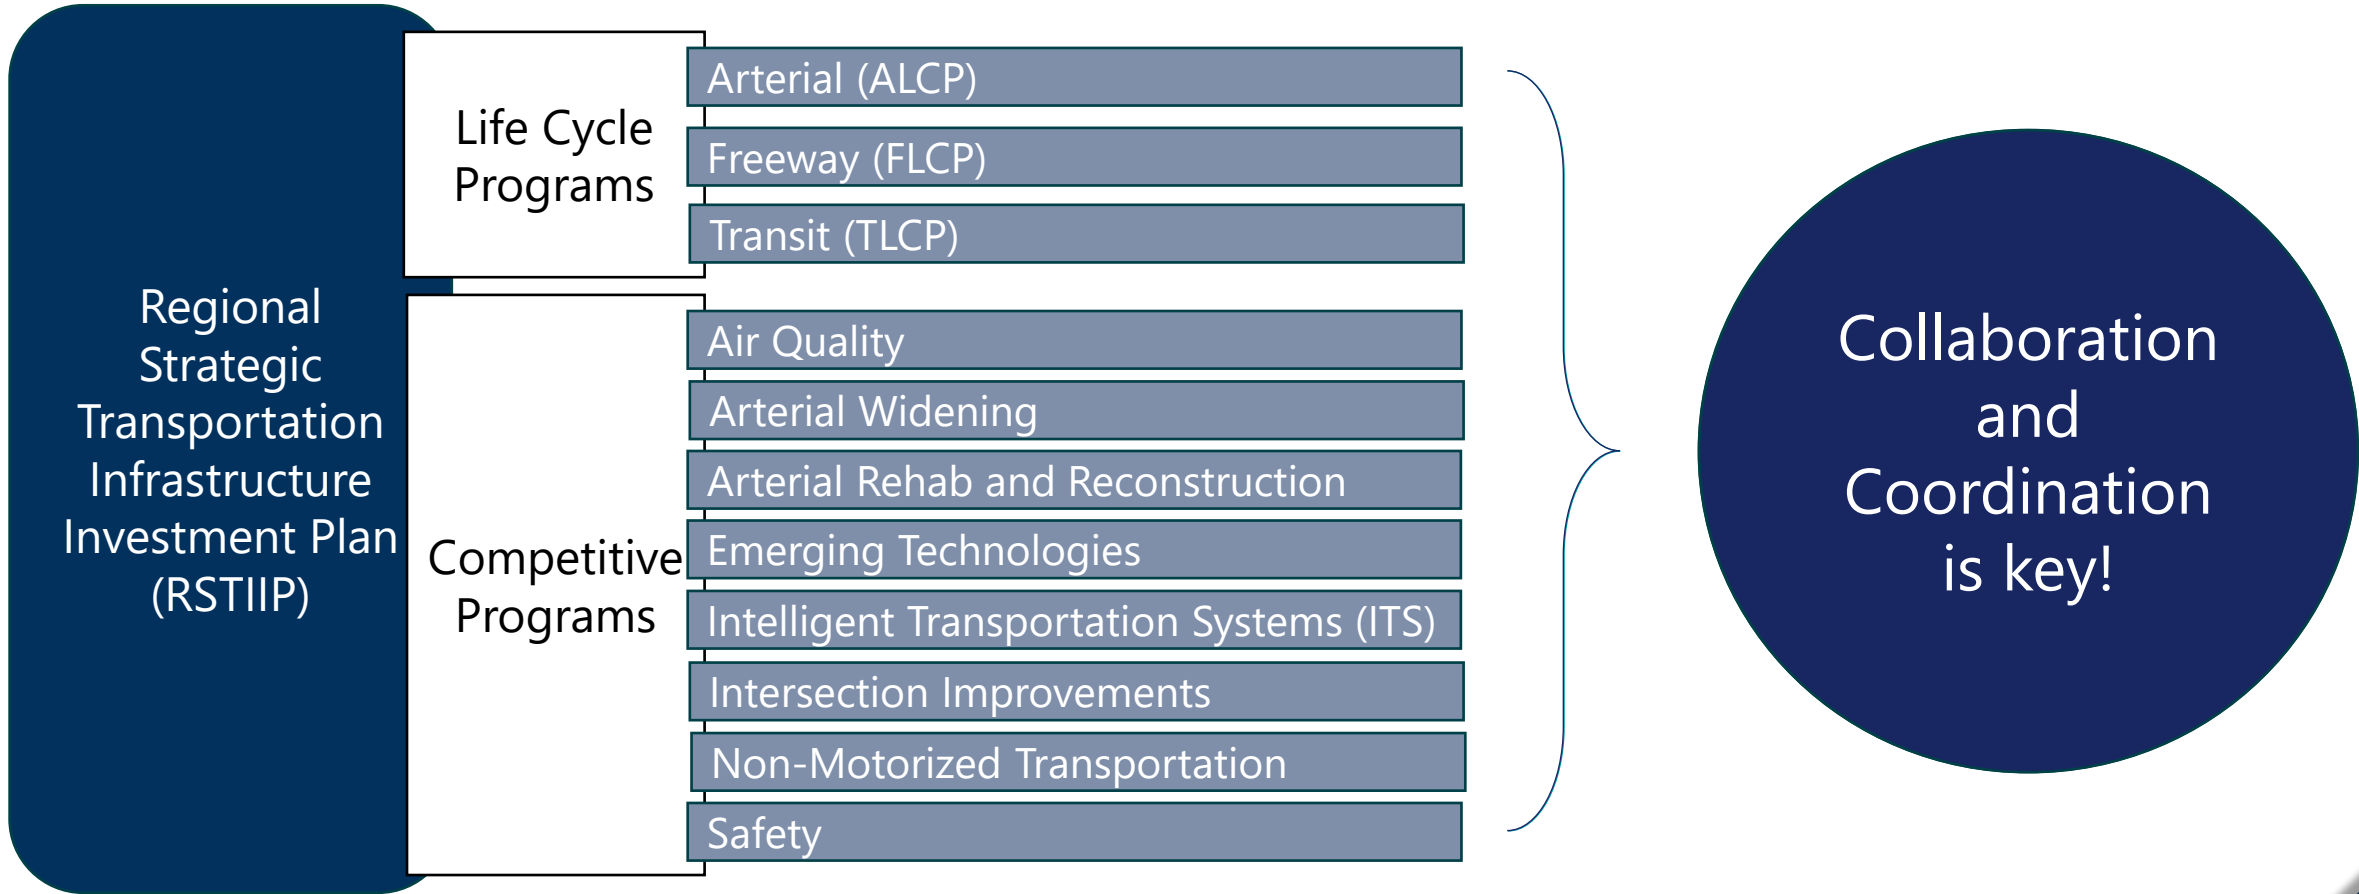 Regional
Strategic
Transportation
Infrastructure
Investment Plan
(RSTIIP)
Life Cycle
Programs
Arterial (ALCP)
Freeway (FLCP)
Transit (TLCP)
Competitive
Programs
Air Quality
Arterial Widening
Arterial Rehab and Reconstruction
Emerging Technologies
Intelligent Transportation Systems (ITS)
Intersection Improvements
Non-Motorized Transportation
Safety
Collaboration
and
Coordination
is key!